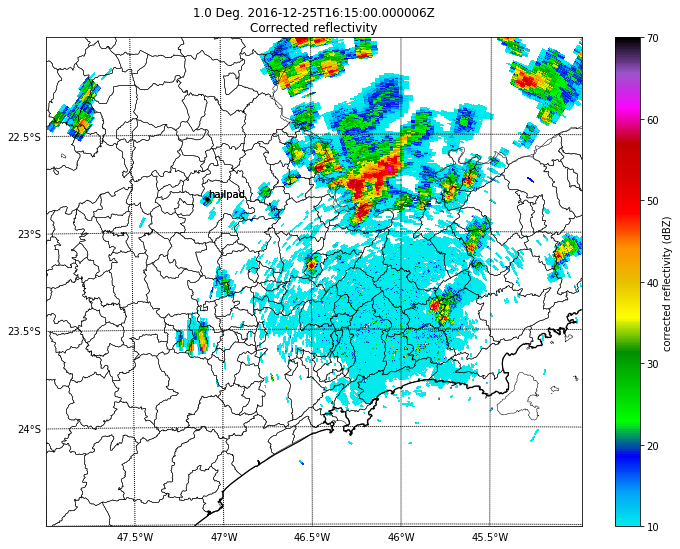 1.0 Deg. 2016-12-25T16:15:00.000006Z
Corrected reflectivity
22.5°S
23°S
23.5°S
24°S
hailpad
47.5°W
47°W
46.5°W
46°W
45.5°W
70
60
50
40
30
20
10
corrected reflectivity (dBZ)